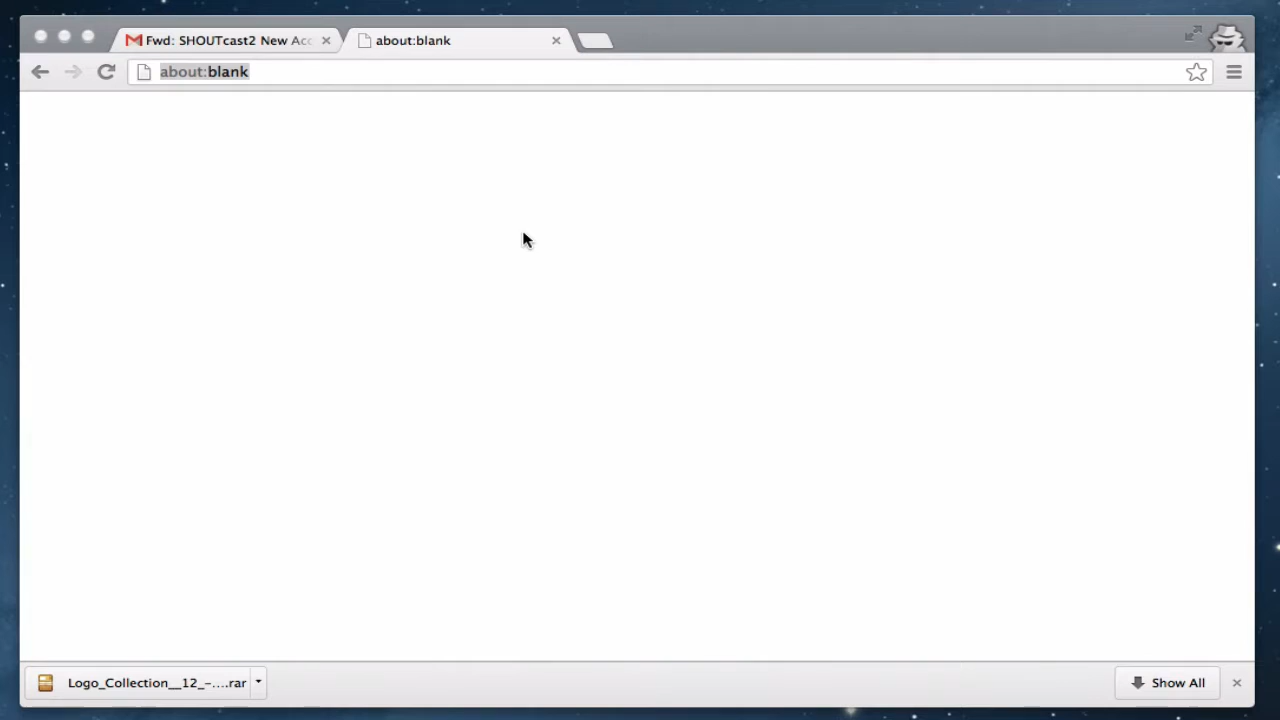 Fwd: SHOUTcast2 New Acc
about:blank
about:blank
Logo_Collection__12_-....rar
Show All